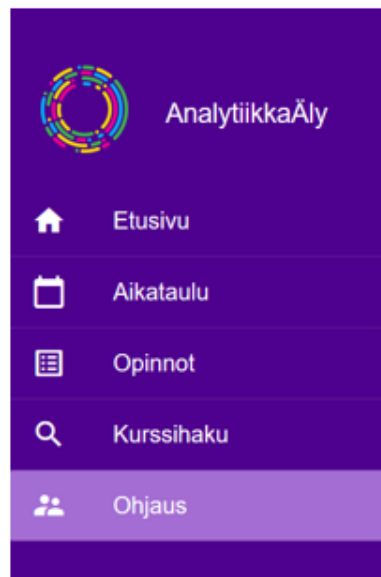 AnalytiikkaÄly
Etusivu
Aikataulu
Opinnot
Kurssihaku
Ohjaus